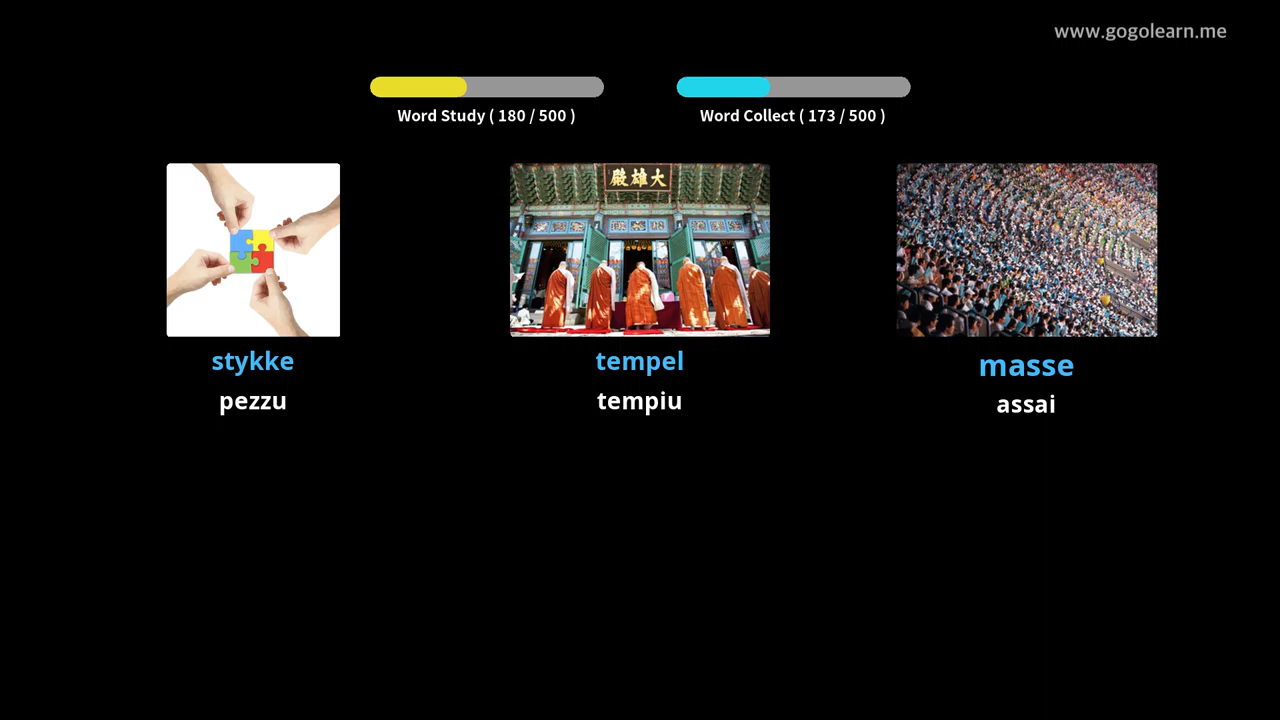 www.gogolearn.me
Word Study ( 180 / 500 )
Word Collect ( 173 / 500 )
殿雄大
stykke
tempel
masse
pezzu
tempiu
assai